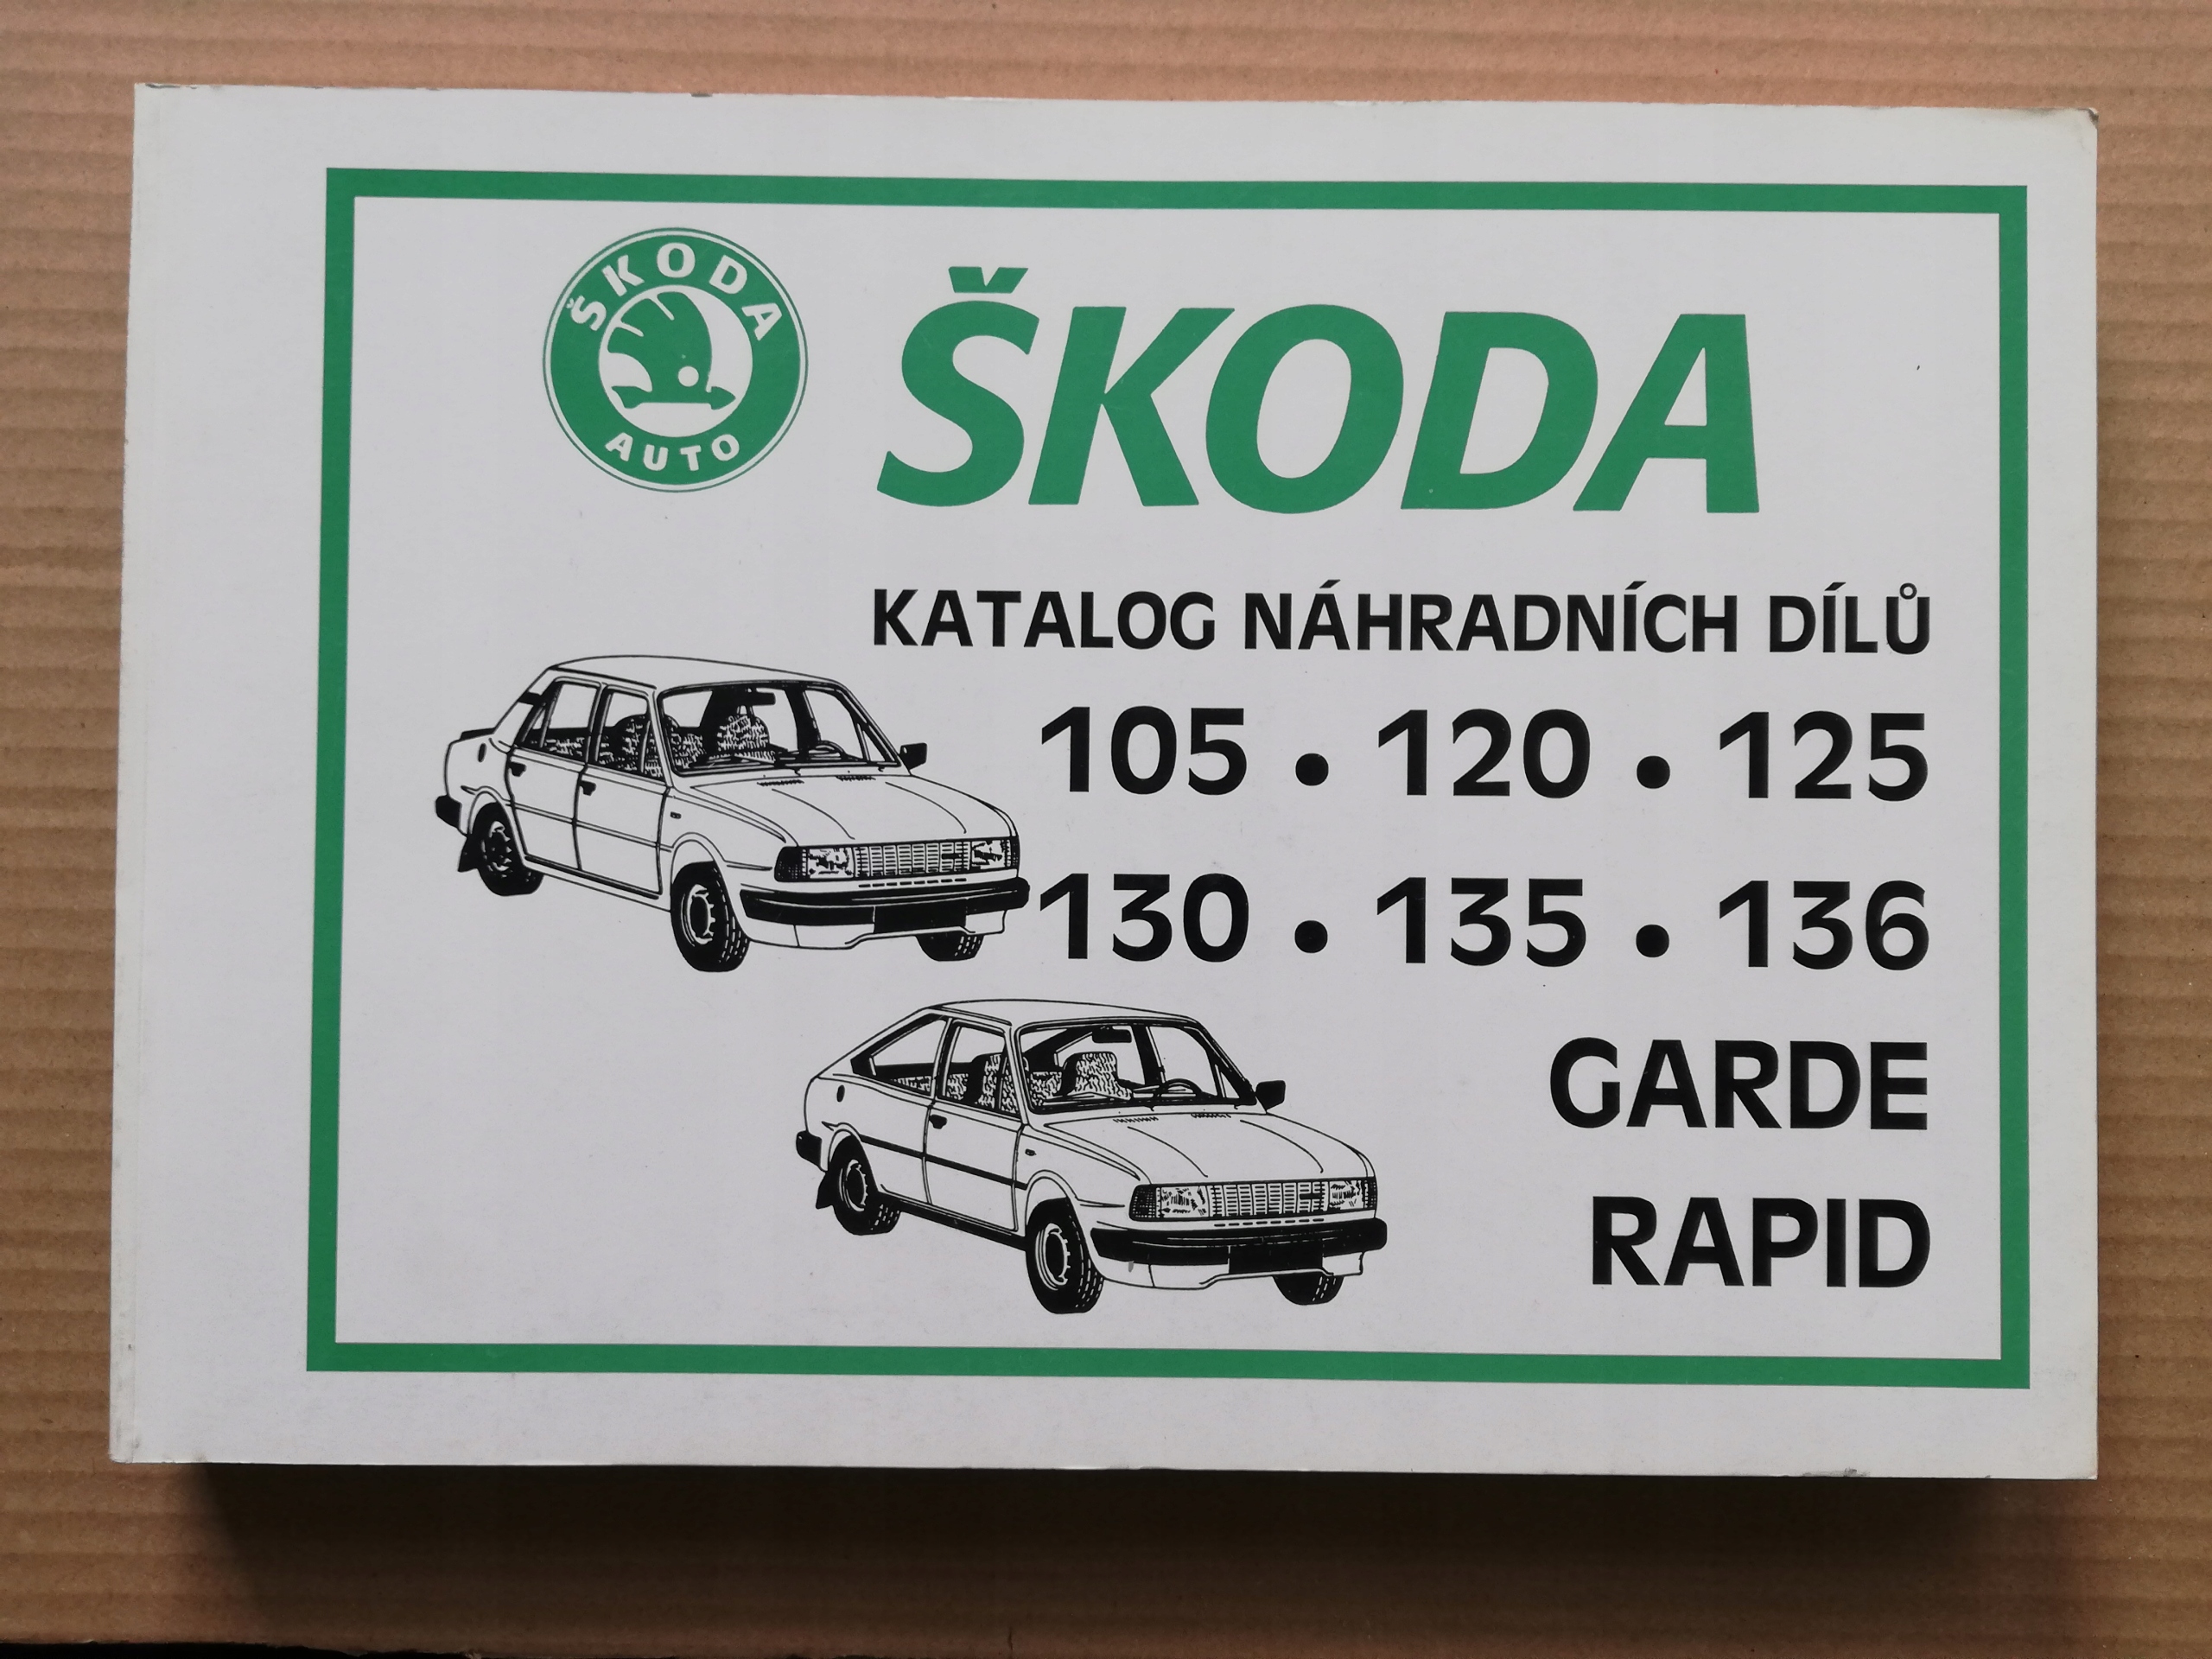 ŠKODA
AUTO
ŠKODA
KATALOG NÁHRADNÍCH DÍLŮ
105 • 120 • 125
130 • 135 • 136
GARDE
RAPID